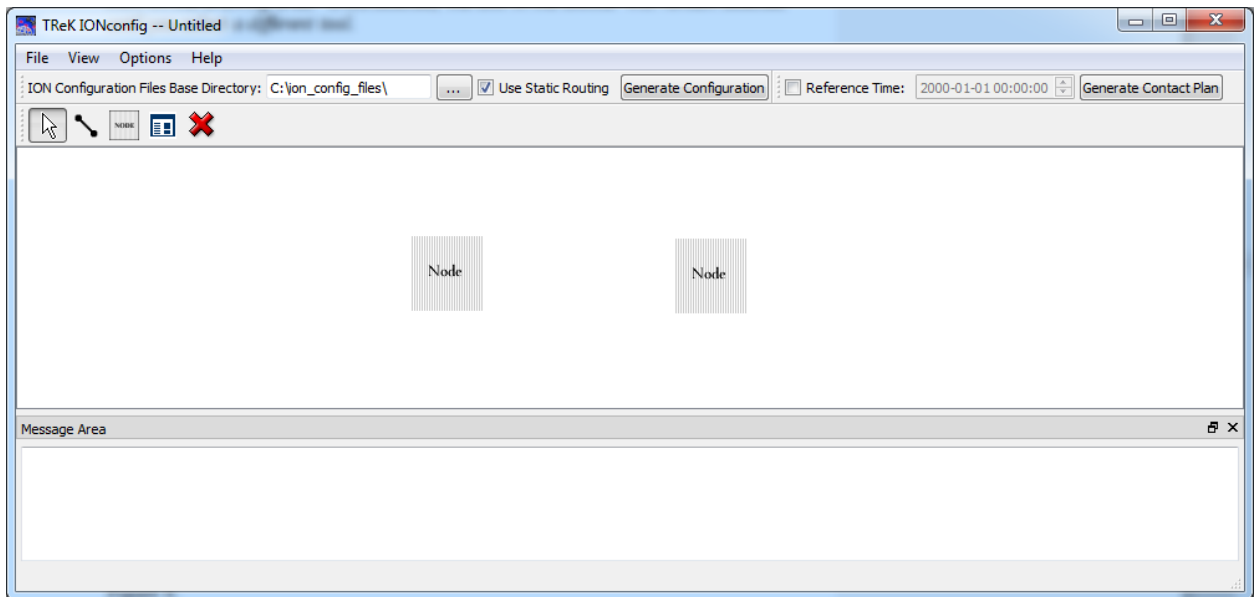 TReK IONconfig -- Untitled
File View Options Help
ION Configuration Files Base Directory: C:\ion_config_files\ ... Use Static Routing Generate Configuration Reference Time: 2000-01-01 00:00:00 Generate Contact Plan
NODE
Node Node
Message Area